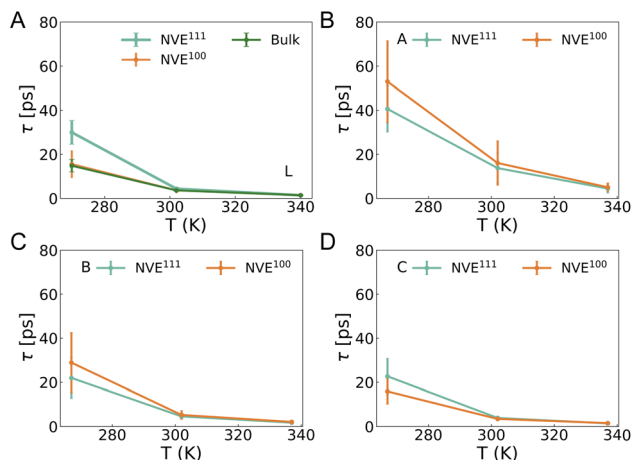 A
80
60
40
20
0
τ [ps]
NVE¹¹¹
NVE¹⁰⁰
Bulk
L
280 300 320 340
T (K)
B
80
60
40
20
0
τ [ps]
A
NVE¹¹¹
NVE¹⁰⁰
280 300 320 340
T (K)
C
80
60
40
20
0
τ [ps]
B
NVE¹¹¹
NVE¹⁰⁰
280 300 320 340
T (K)
D
80
60
40
20
0
τ [ps]
C
NVE¹¹¹
NVE¹⁰⁰
280 300 320 340
T (K)